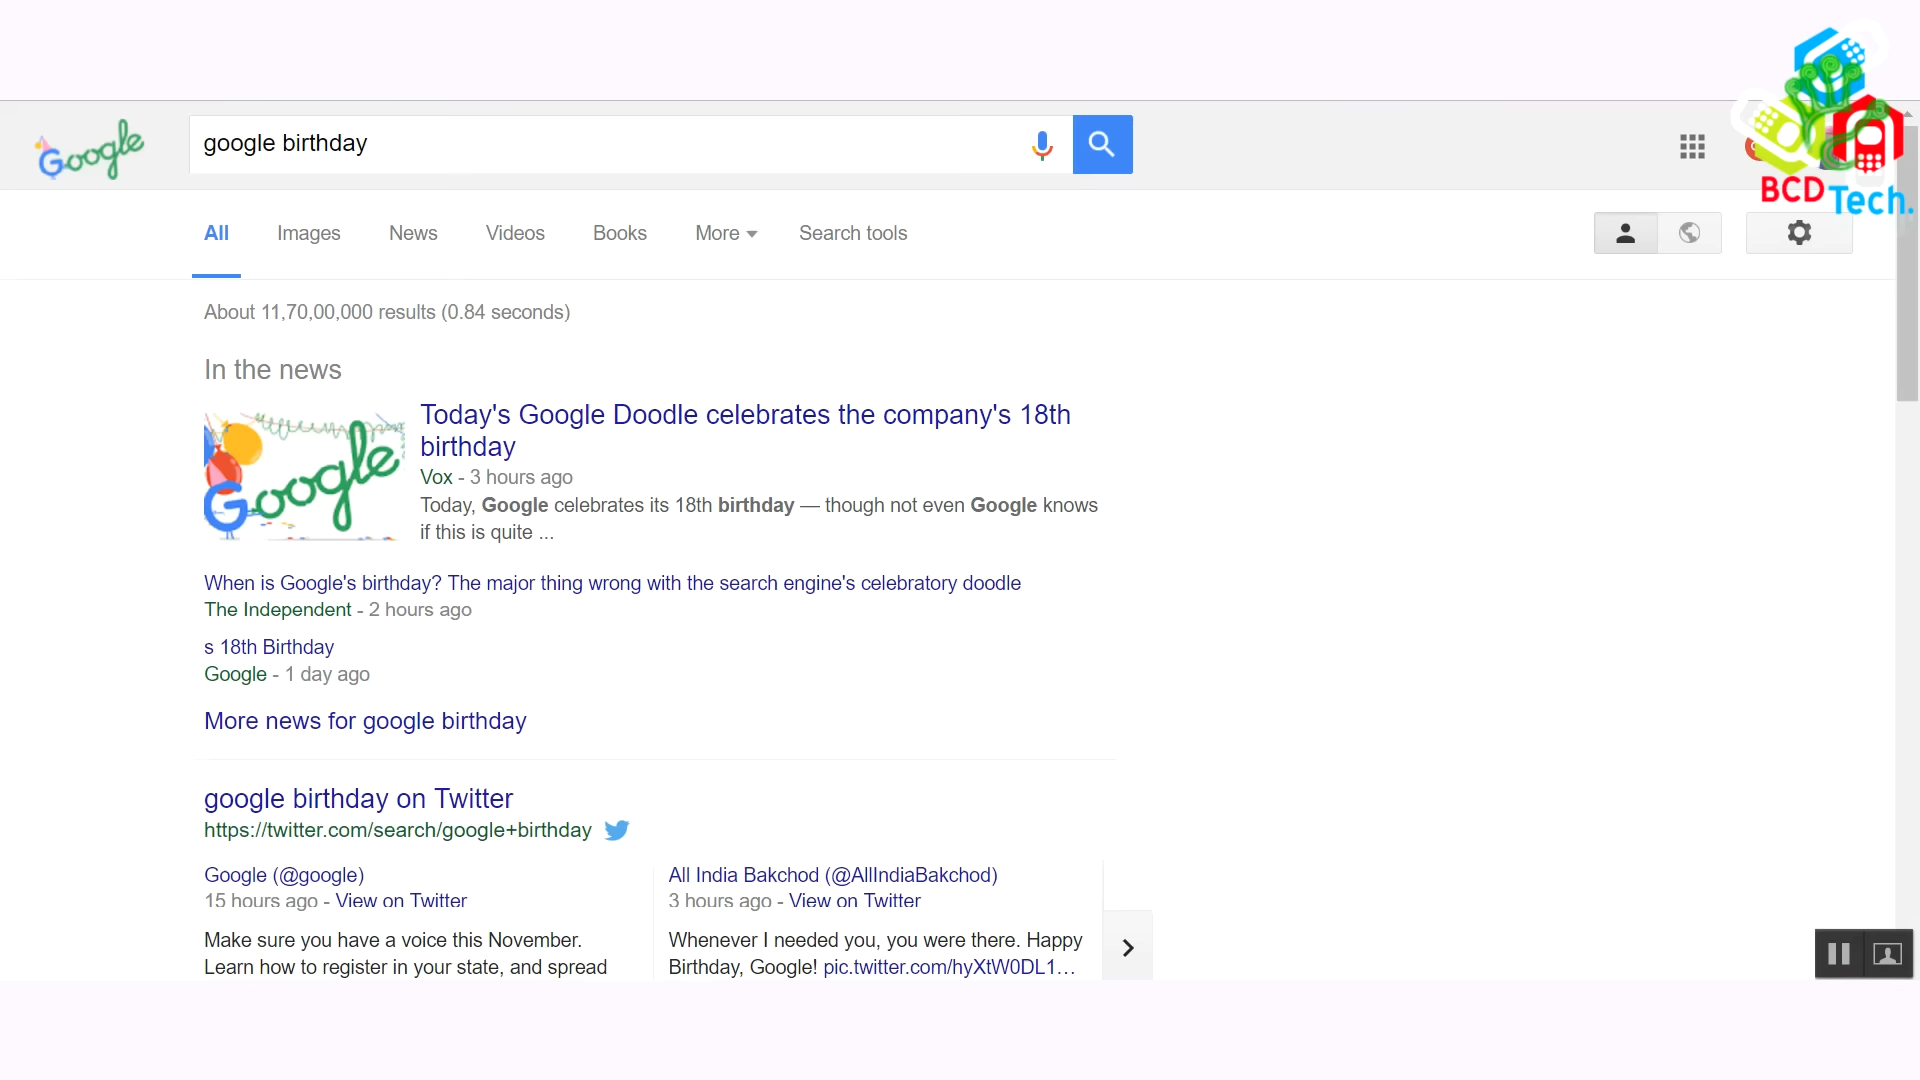 BCD Tech.
Google
google birthday
All Images News Videos Books More Search tools
About 11,70,00,000 results (0.84 seconds)
In the news
Google
Today's Google Doodle celebrates the company's 18th
birthday
Vox - 3 hours ago
Today, Google celebrates its 18th birthday — though not even Google knows
if this is quite ...
When is Google's birthday? The major thing wrong with the search engine's celebratory doodle
The Independent - 2 hours ago
s 18th Birthday
Google - 1 day ago
More news for google birthday
google birthday on Twitter
https://twitter.com/search/google+birthday
Google (@google)
15 hours ago - View on Twitter
Make sure you have a voice this November.
Learn how to register in your state, and spread
All India Bakchod (@AllIndiaBakchod)
3 hours ago - View on Twitter
Whenever I needed you, you were there. Happy
Birthday, Google! pic.twitter.com/hyXtW0DL1…